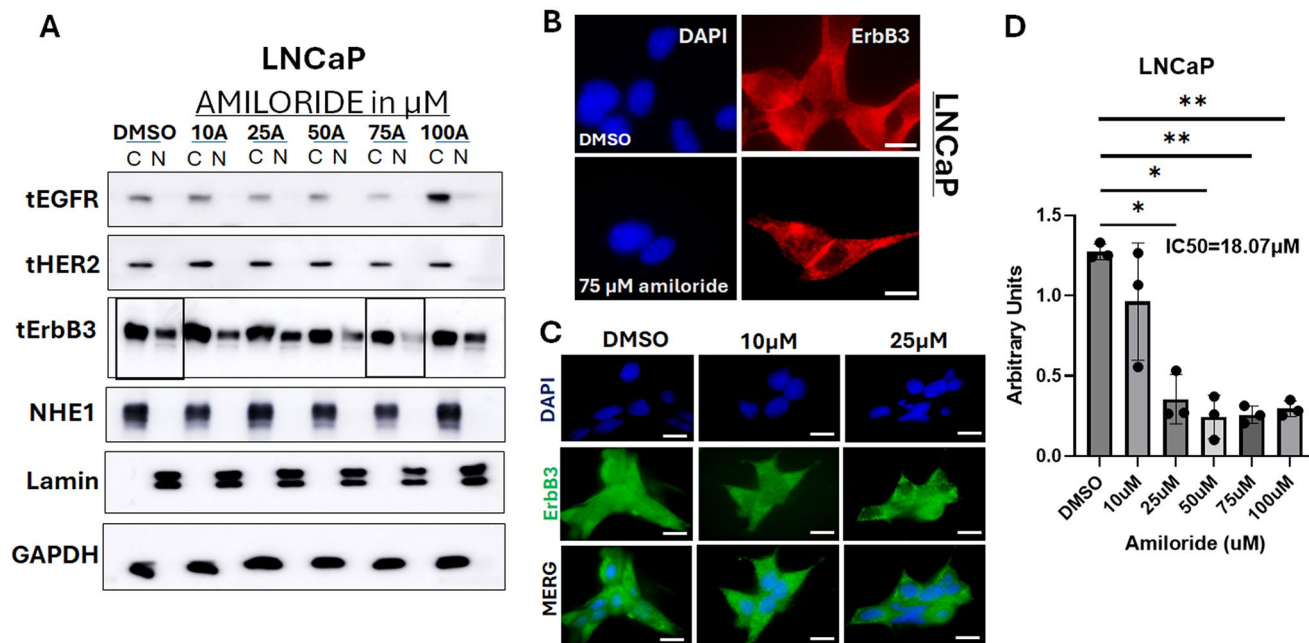 A
LNCaP
AMILORIDE in µM
DMSO 10A 25A 50A 75A 100A
C N C N C N C N C N C N
tEGFR
tHER2
tErbB3
NHE1
Lamin
GAPDH
B
DAPI
ErbB3
DMSO
75 µM amiloride
LNCaP
C
DMSO 10µM 25µM
DAPI
ErbB3
MERG
D
LNCaP
**
**
*
*
IC50=18.07µM
1.5
1.0
0.5
0.0
Arbitrary Units
DMSO 10uM 25uM 50uM 75uM 100uM
Amiloride (uM)